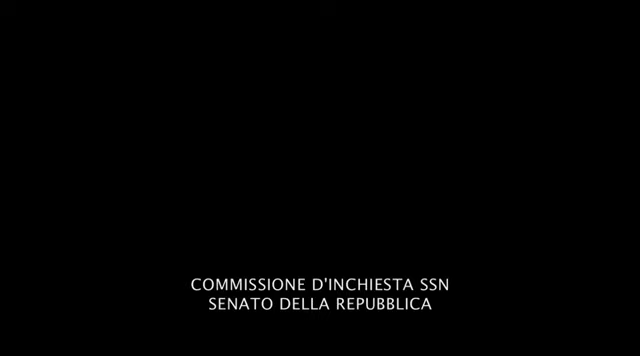 COMMISSIONE D'INCHIESTA SSN
SENATO DELLA REPUBBLICA